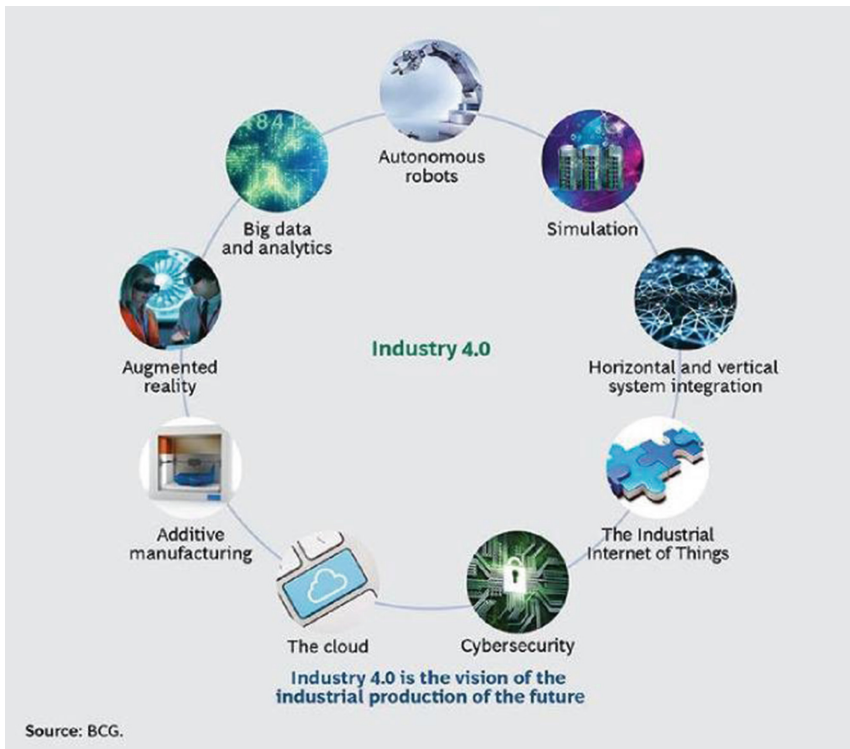 Autonomous
robots
Simulation
Horizontal and vertical
system integration
The Industrial
Internet of Things
Cybersecurity
The cloud
Additive
manufacturing
Augmented
reality
Big data
and analytics
Industry 4.0
Industry 4.0 is the vision of the
industrial production of the future
Source: BCG.